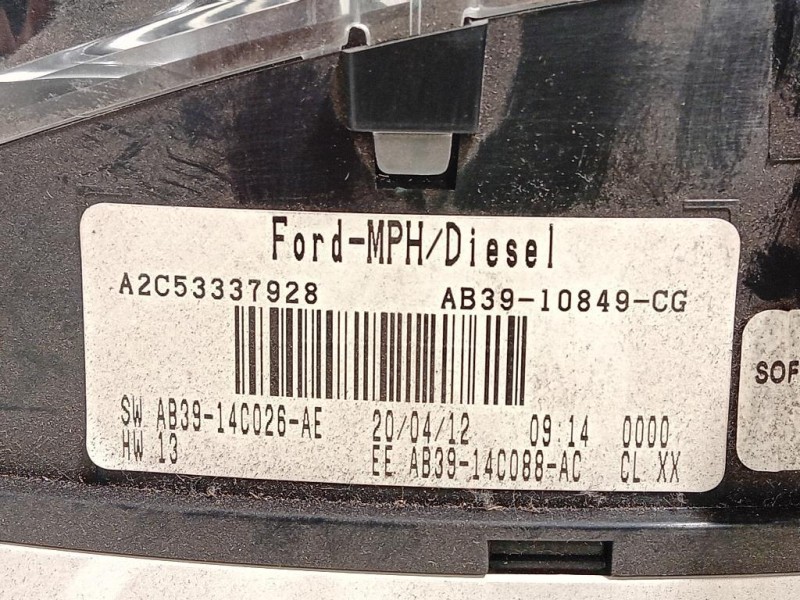 Ford-MPH/Diesel
A2C53337928 AB39-10849-CG
SW AB39-14C026-AE 20/04/12 09:14 0000
HW 13 EE AB39-14C088-AC CL XX
SOF